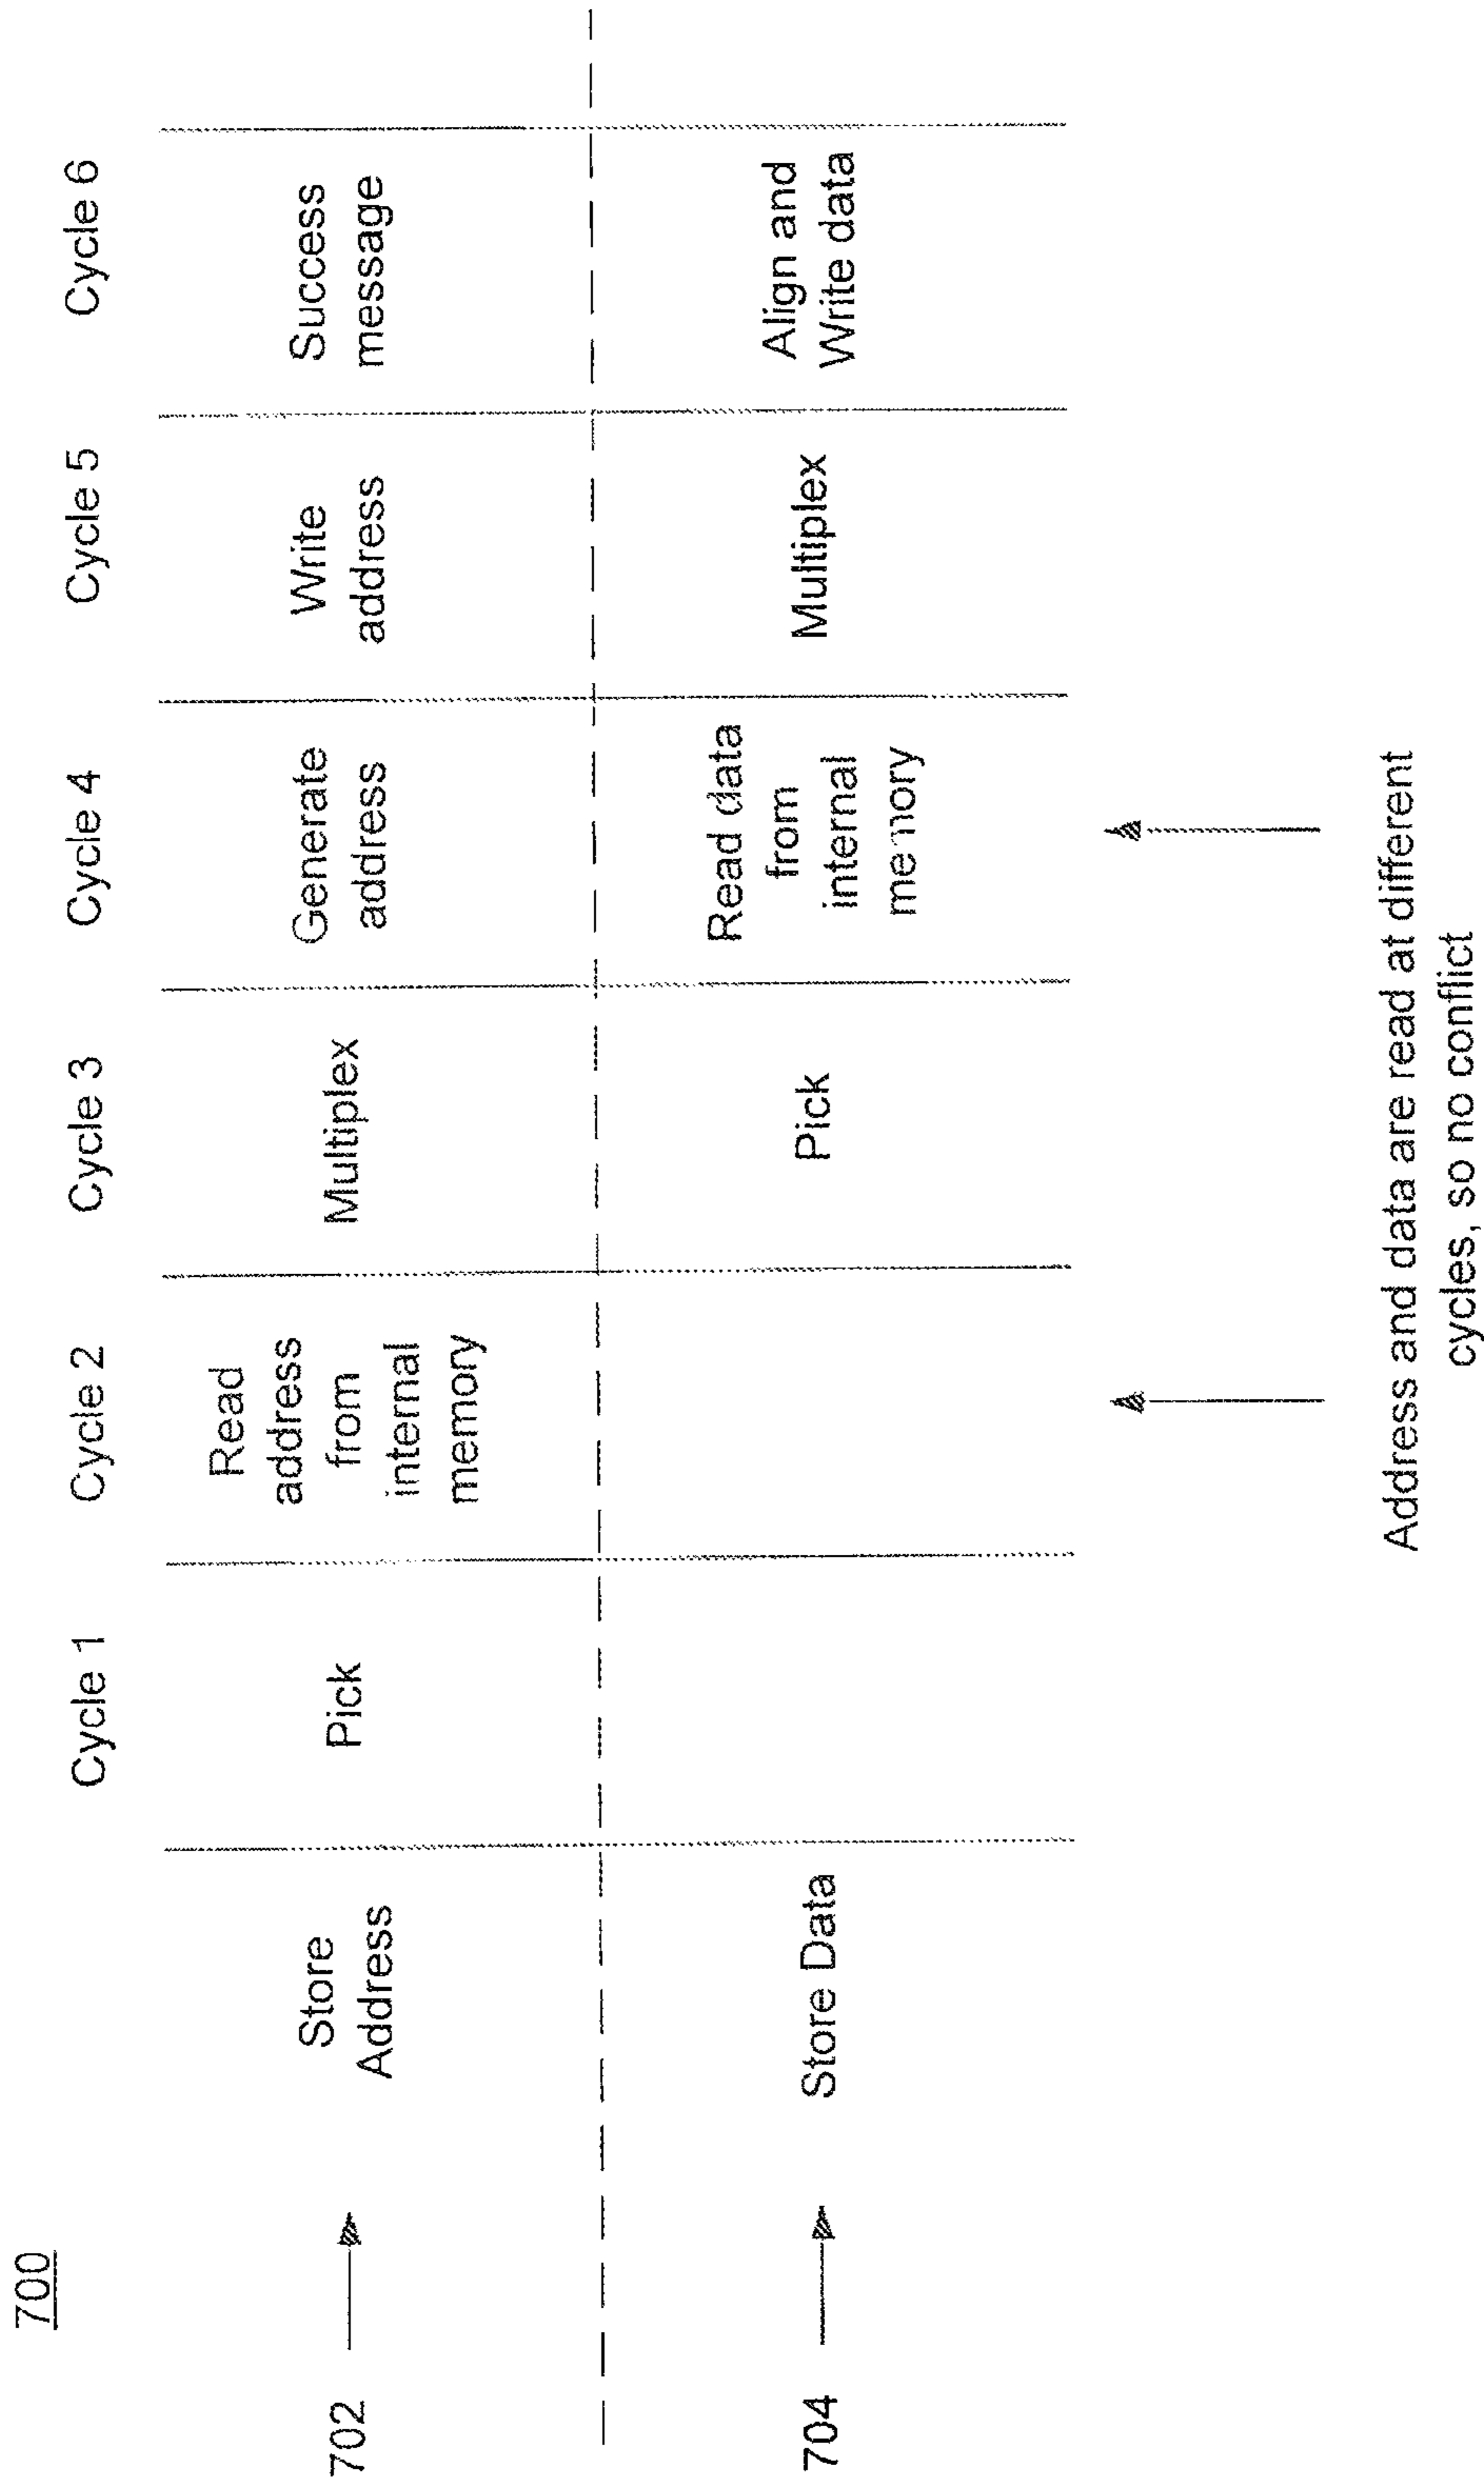 700
Cycle 1
Cycle 2
Cycle 3
Cycle 4
Cycle 5
Cycle 6
702
Store
Address
Pick
Read
address
from
internal
memory
Multiplex
Generate
address
Write
address
Success
message
704
Store Data
Pick
Read data
from
internal
memory
Multiplex
Align and
Write data
Address and data are read at different
cycles, so no conflict